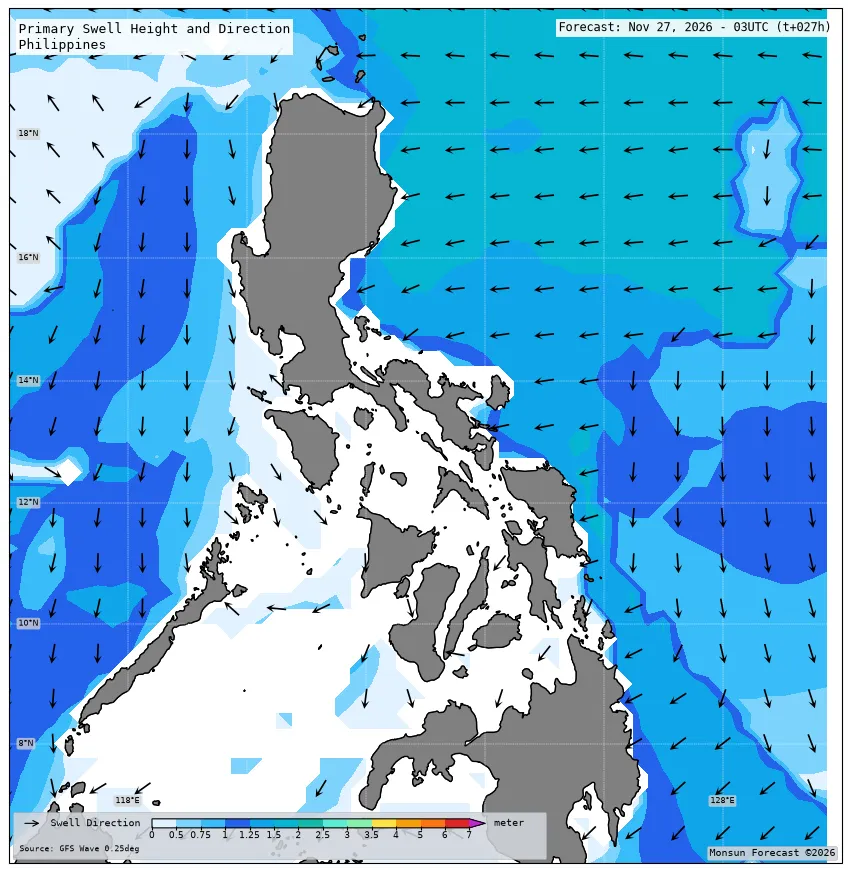 Primary Swell Height and Direction
Philippines
Forecast: Nov 27, 2026 - 03UTC (t+027h)
18°N
16°N
14°N
12°N
10°N
8°N
118°E
128°E
Swell Direction
0 0.5 0.75 1 1.25 1.5 2 2.5 3 3.5 4 5 6 7
meter
Source: GFS Wave 0.25deg
Monsun Forecast ©2026